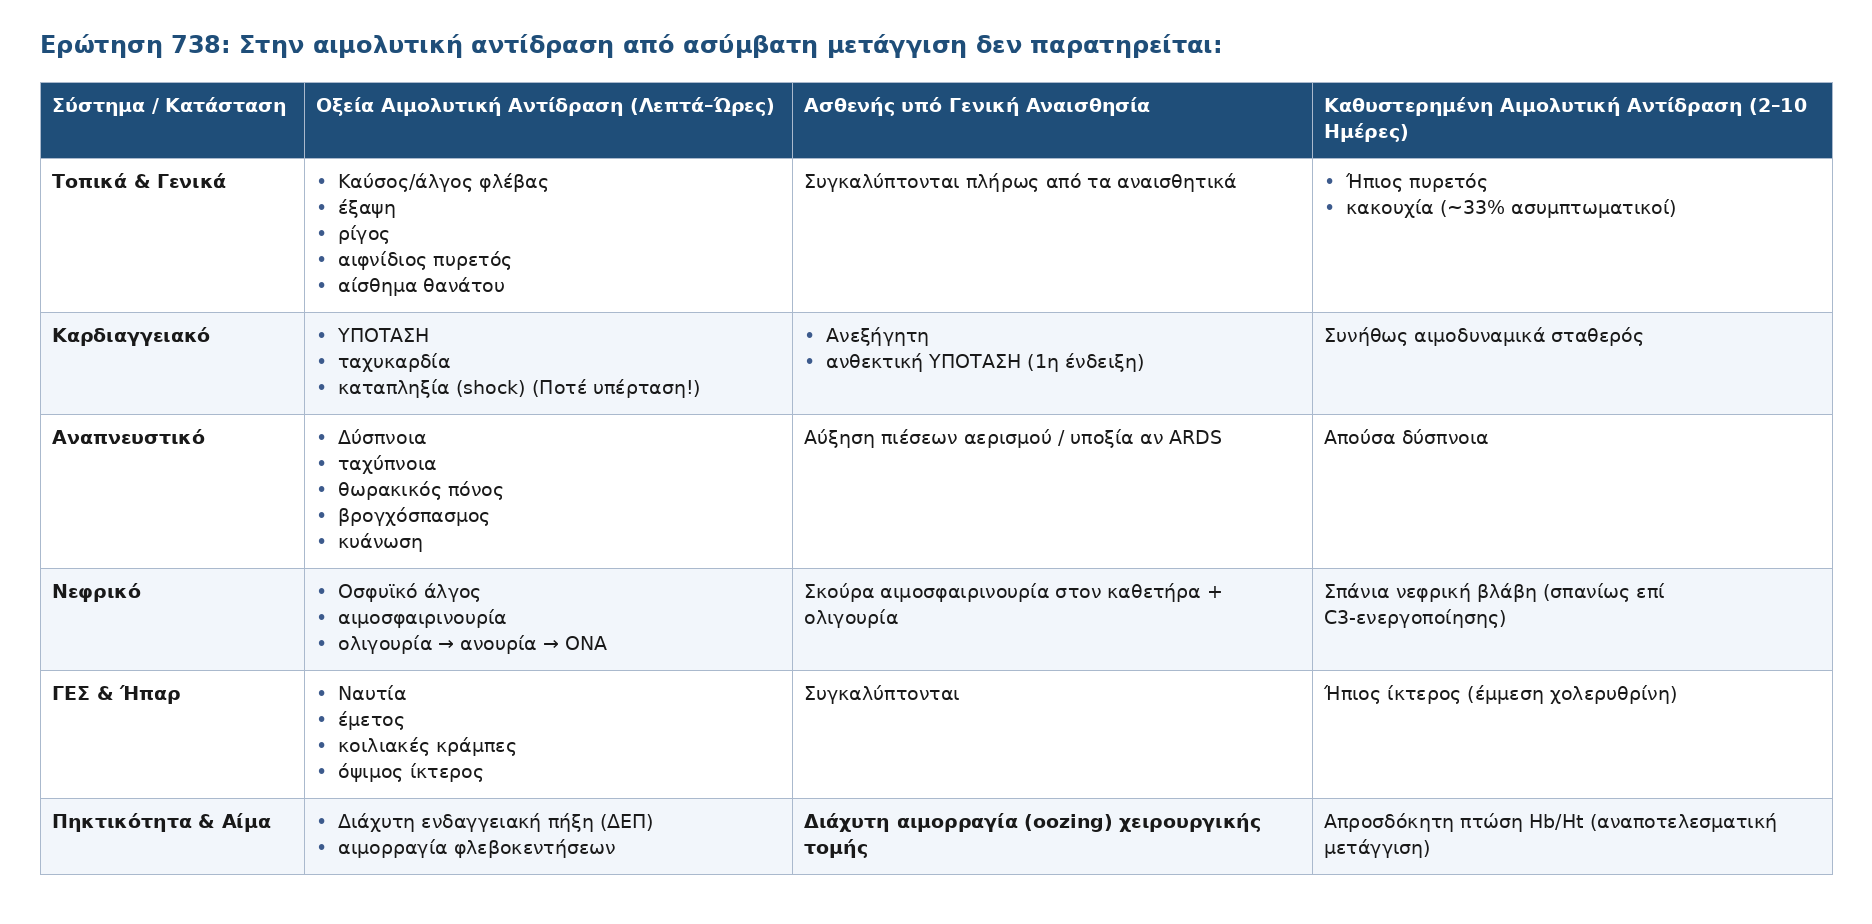 Ερώτηση 738: Στην αιμολυτική αντίδραση από ασύμβατη μετάγγιση δεν παρατηρείται:
Σύστημα / Κατάσταση
Οξεία Αιμολυτική Αντίδραση (Λεπτά–Ώρες)
Ασθενής υπό Γενική Αναισθησία
Καθυστερημένη Αιμολυτική Αντίδραση (2–10
Ημέρες)
Τοπικά & Γενικά
• Καύσος/άλγος φλέβας
• έξαψη
• ρίγος
• αιφνίδιος πυρετός
• αίσθημα θανάτου
Συγκαλύπτονται πλήρως από τα αναισθητικά
• Ήπιος πυρετός
• κακουχία (~33% ασυμπτωματικοί)
Καρδιαγγειακό
• ΥΠΟΤΑΣΗ
• ταχυκαρδία
• καταπληξία (shock) (Ποτέ υπέρταση!)
• Ανεξήγητη
• ανθεκτική ΥΠΟΤΑΣΗ (1η ένδειξη)
Συνήθως αιμοδυναμικά σταθερός
Αναπνευστικό
• Δύσπνοια
• ταχύπνοια
• θωρακικός πόνος
• βρογχόσπασμος
• κυάνωση
Αύξηση πιέσεων αερισμού / υποξία αν ARDS
Απούσα δύσπνοια
Νεφρικό
• Οσφυϊκό άλγος
• αιμοσφαιρινουρία
• ολιγουρία → ανουρία → ΟΝΑ
Σκούρα αιμοσφαιρινουρία στον καθετήρα +
ολιγουρία
Σπάνια νεφρική βλάβη (σπανίως επί
C3-ενεργοποίησης)
ΓΕΣ & Ήπαρ
• Ναυτία
• έμετος
• κοιλιακές κράμπες
• όψιμος ίκτερος
Συγκαλύπτονται
Ήπιος ίκτερος (έμμεση χολερυθρίνη)
Πηκτικότητα & Αίμα
• Διάχυτη ενδαγγειακή πήξη (ΔΕΠ)
• αιμορραγία φλεβοκεντήσεων
Διάχυτη αιμορραγία (oozing) χειρουργικής
τομής
Απροσδόκητη πτώση Hb/Ht (αναποτελεσματική
μετάγγιση)